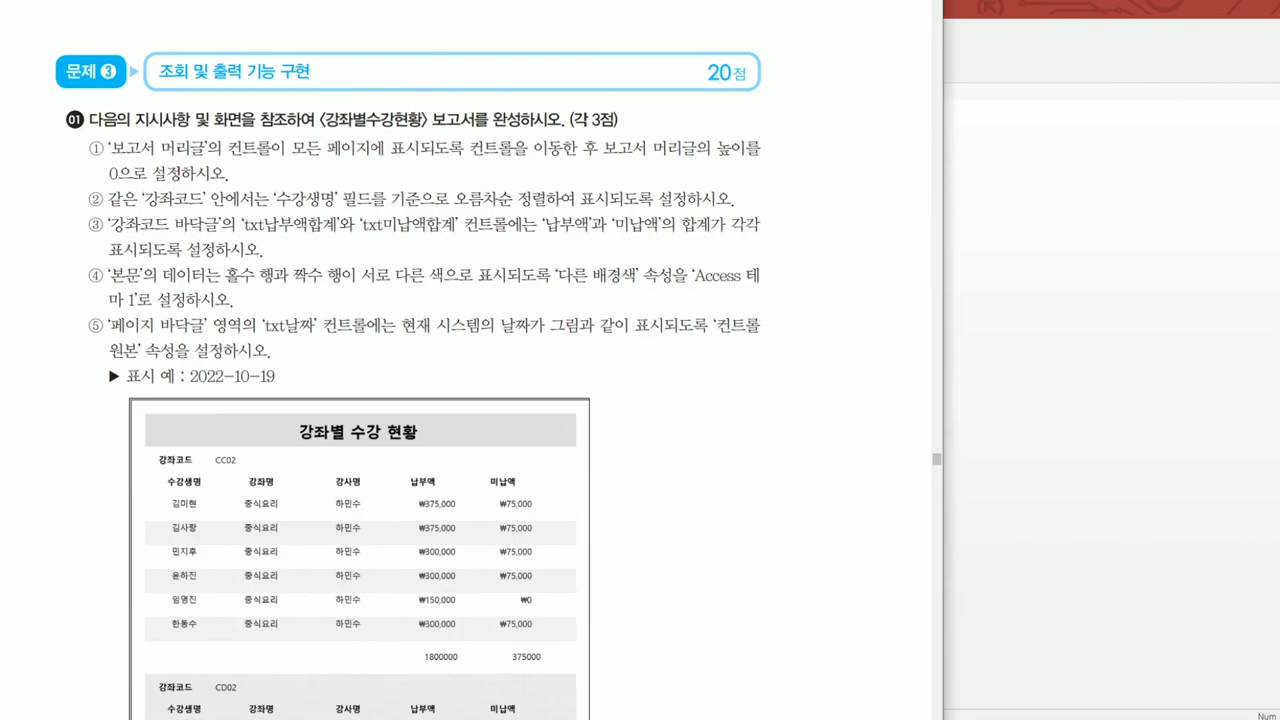 문제 3 조회 및 출력 기능 구현 20점
01 다음의 지시사항 및 화면을 참조하여 〈강좌별수강현황〉 보고서를 완성하시오. (각 3점)
① ‘보고서 머리글’의 컨트롤이 모든 페이지에 표시되도록 컨트롤을 이동한 후 보고서 머리글의 높이를
0으로 설정하시오.
② 같은 ‘강좌코드’ 안에서는 ‘수강생명’ 필드를 기준으로 오름차순 정렬하여 표시되도록 설정하시오.
③ ‘강좌코드 바닥글’의 ‘txt납부액합계’와 ‘txt미납액합계’ 컨트롤에는 ‘납부액’과 ‘미납액’의 합계가 각각
표시되도록 설정하시오.
④ ‘본문’의 데이터는 홀수 행과 짝수 행이 서로 다른 색으로 표시되도록 ‘다른 배경색’ 속성을 ‘Access 테
마 1’로 설정하시오.
⑤ ‘페이지 바닥글’ 영역의 ‘txt날짜’ 컨트롤에는 현재 시스템의 날짜가 그림과 같이 표시되도록 ‘컨트롤
원본’ 속성을 설정하시오.
▶ 표시 예 : 2022-10-19
강좌별 수강 현황
강좌코드 CC02
수강생명 강좌명 강사명 납부액 미납액
김미현 중식요리 하민수 ₩375,000 ₩75,000
김사랑 중식요리 하민수 ₩375,000 ₩75,000
민지후 중식요리 하민수 ₩300,000 ₩75,000
윤하진 중식요리 하민수 ₩300,000 ₩75,000
임영진 중식요리 하민수 ₩150,000 ₩0
한동수 중식요리 하민수 ₩300,000 ₩75,000
1800000 375000
강좌코드 CD02
수강생명 강좌명 강사명 납부액 미납액
Num